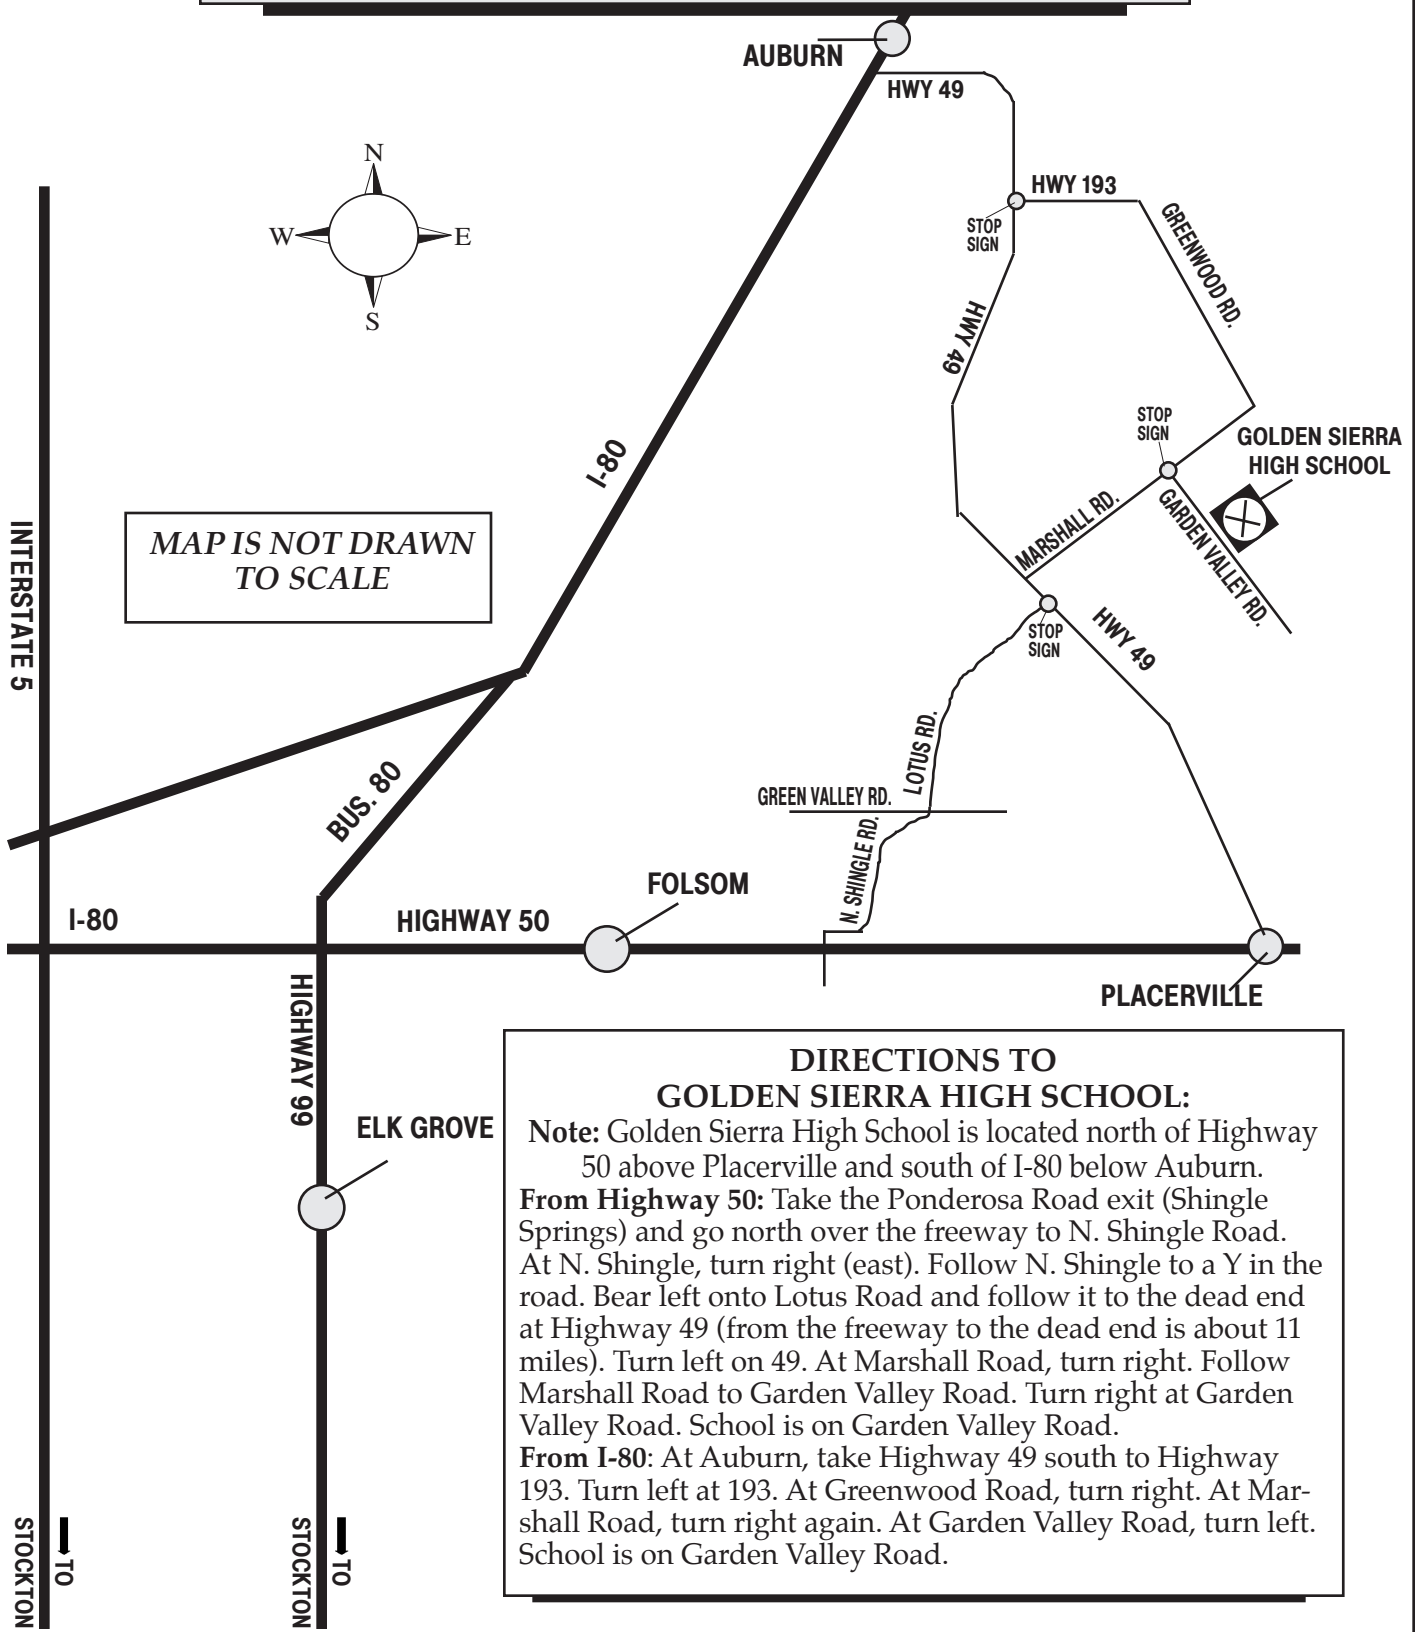 AUBURN
HWY 49
N
W
E
S
HWY 193
STOP
SIGN
GREENWOOD RD.
HWY 49
I-80
STOP
SIGN
GOLDEN SIERRA
HIGH SCHOOL
MARSHALL RD.
GARDEN VALLEY RD.
MAP IS NOT DRAWN
TO SCALE
INTERSTATE 5
STOP
SIGN
HWY 49
LOTUS RD.
BUS. 80
GREEN VALLEY RD.
N. SHINGLE RD.
FOLSOM
I-80
HIGHWAY 50
PLACERVILLE
HIGHWAY 99
ELK GROVE
DIRECTIONS TO
GOLDEN SIERRA HIGH SCHOOL:
Note: Golden Sierra High School is located north of Highway
50 above Placerville and south of I-80 below Auburn.
From Highway 50: Take the Ponderosa Road exit (Shingle
Springs) and go north over the freeway to N. Shingle Road.
At N. Shingle, turn right (east). Follow N. Shingle to a Y in the
road. Bear left onto Lotus Road and follow it to the dead end
at Highway 49 (from the freeway to the dead end is about 11
miles). Turn left on 49. At Marshall Road, turn right. Follow
Marshall Road to Garden Valley Road. Turn right at Garden
Valley Road. School is on Garden Valley Road.
From I-80: At Auburn, take Highway 49 south to Highway
193. Turn left at 193. At Greenwood Road, turn right. At Mar-
shall Road, turn right again. At Garden Valley Road, turn left.
School is on Garden Valley Road.
TO
STOCKTON
TO
STOCKTON